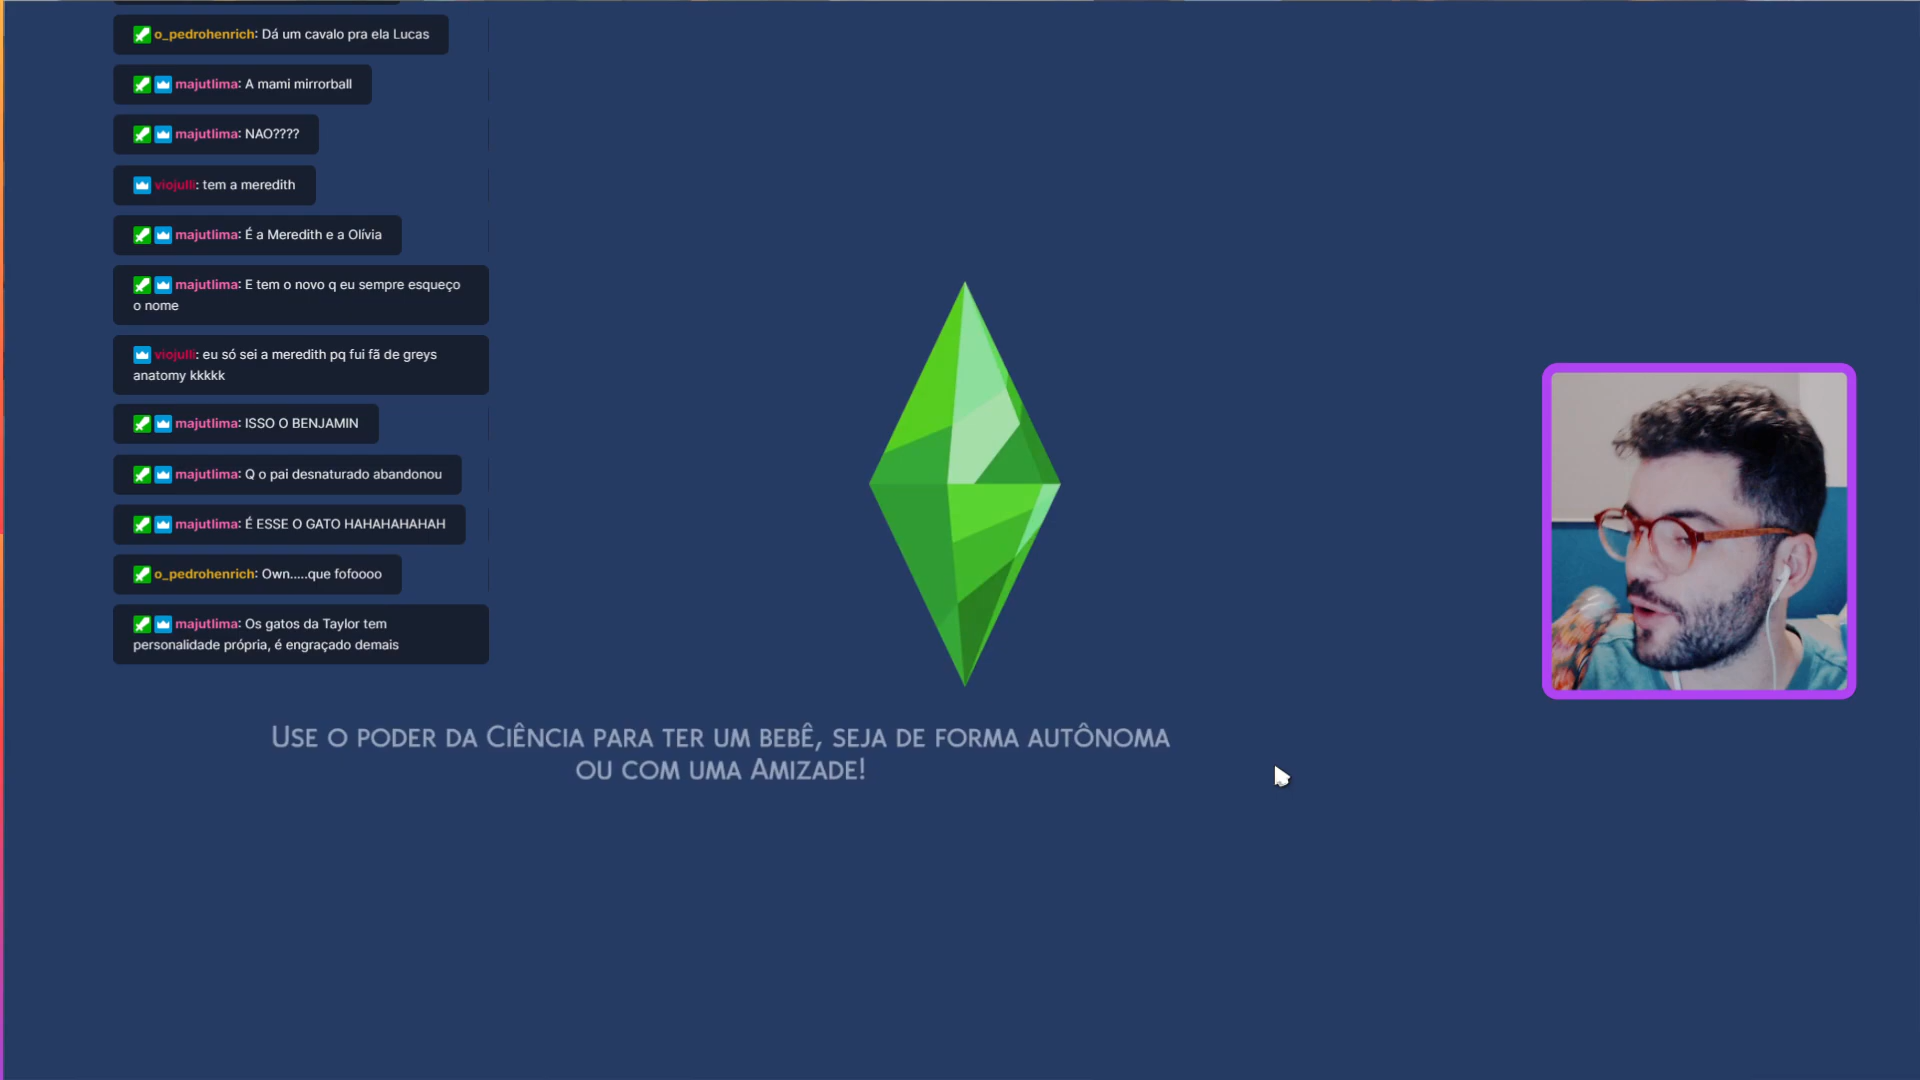 o_pedrohenrich: Dá um cavalo pra ela Lucas
majutlima: A mami mirrorball
majutlima: NAO????
viojulli: tem a meredith
majutlima: É a Meredith e a Olívia
majutlima: E tem o novo q eu sempre esqueço
o nome
viojulli: eu só sei a meredith pq fui fã de greys
anatomy kkkkk
majutlima: ISSO O BENJAMIN
majutlima: Q o pai desnaturado abandonou
majutlima: É ESSE O GATO HAHAHAHAHAH
o_pedrohenrich: Own.....que fofoooo
majutlima: Os gatos da Taylor tem
personalidade própria, é engraçado demais
USE O PODER DA CIÊNCIA PARA TER UM BEBÊ, SEJA DE FORMA AUTÔNOMA
OU COM UMA AMIZADE!